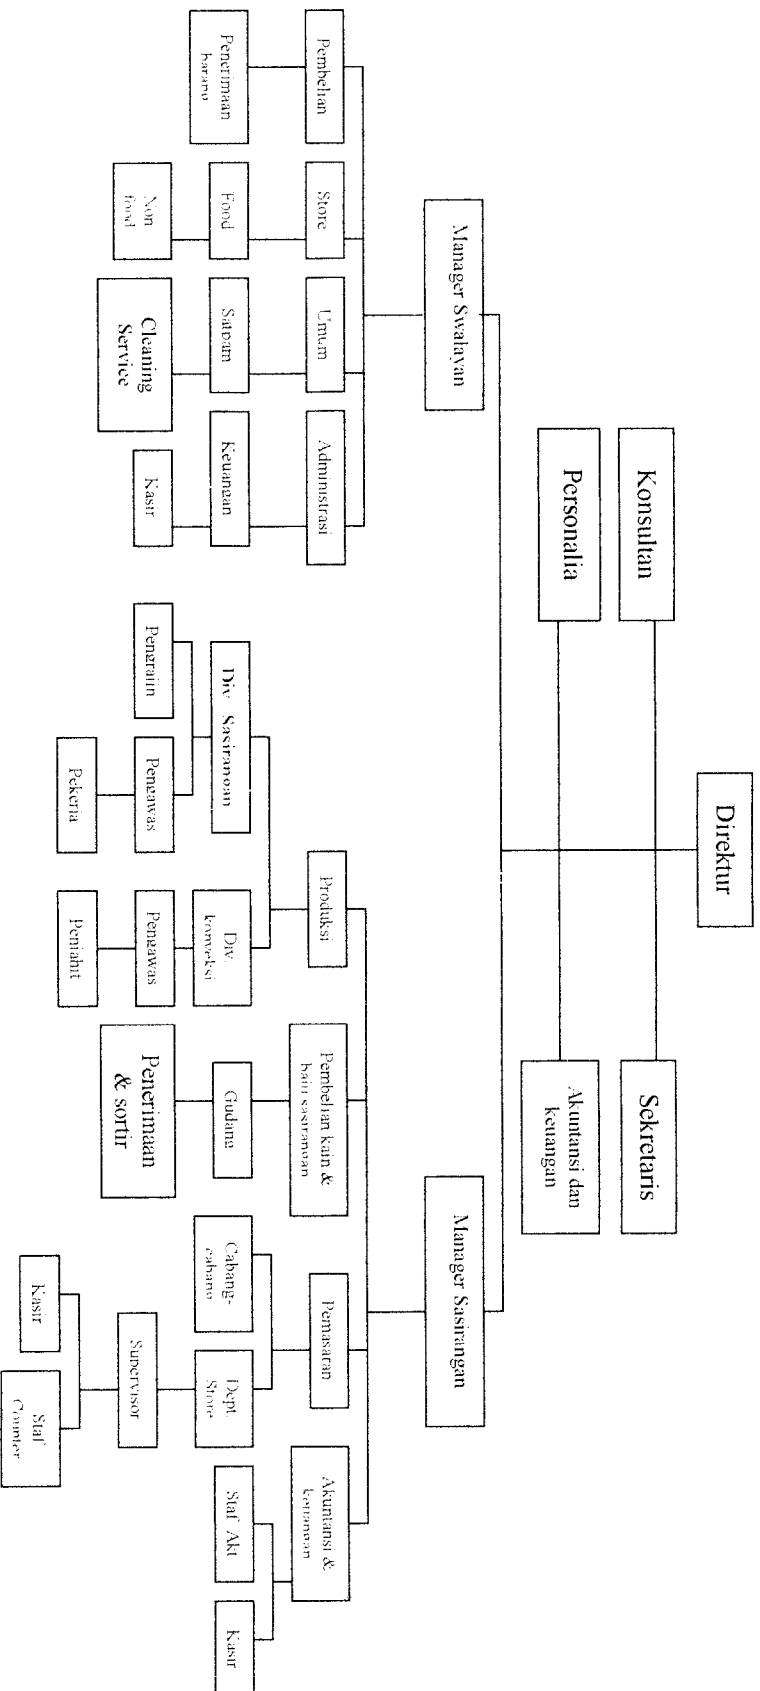 Direktur
Konsultan
Sekretaris
Personalia
Akuntansi dan
keuangan
Manager Swalayan
Manager Sasirangan
Pembelian
Store
Umum
Administrasi
Penerimaan
barang
Food
Satpam
Keuangan
Non
food
Cleaning
Service
Kasir
Produksi
Pembelian kain &
baju sasirangan
Pemasaran
Akuntansi &
keuangan
Div. Sasirangan
Div.
konveksi
Gudang
Cabang-
cabang
Dept.
Store
Staf Akt
Kasir
Pengrajin
Pengawas
Pengawas
Penerimaan
& sortir
Supervisor
Pekerja
Penjahit
Kasir
Staf
Counter